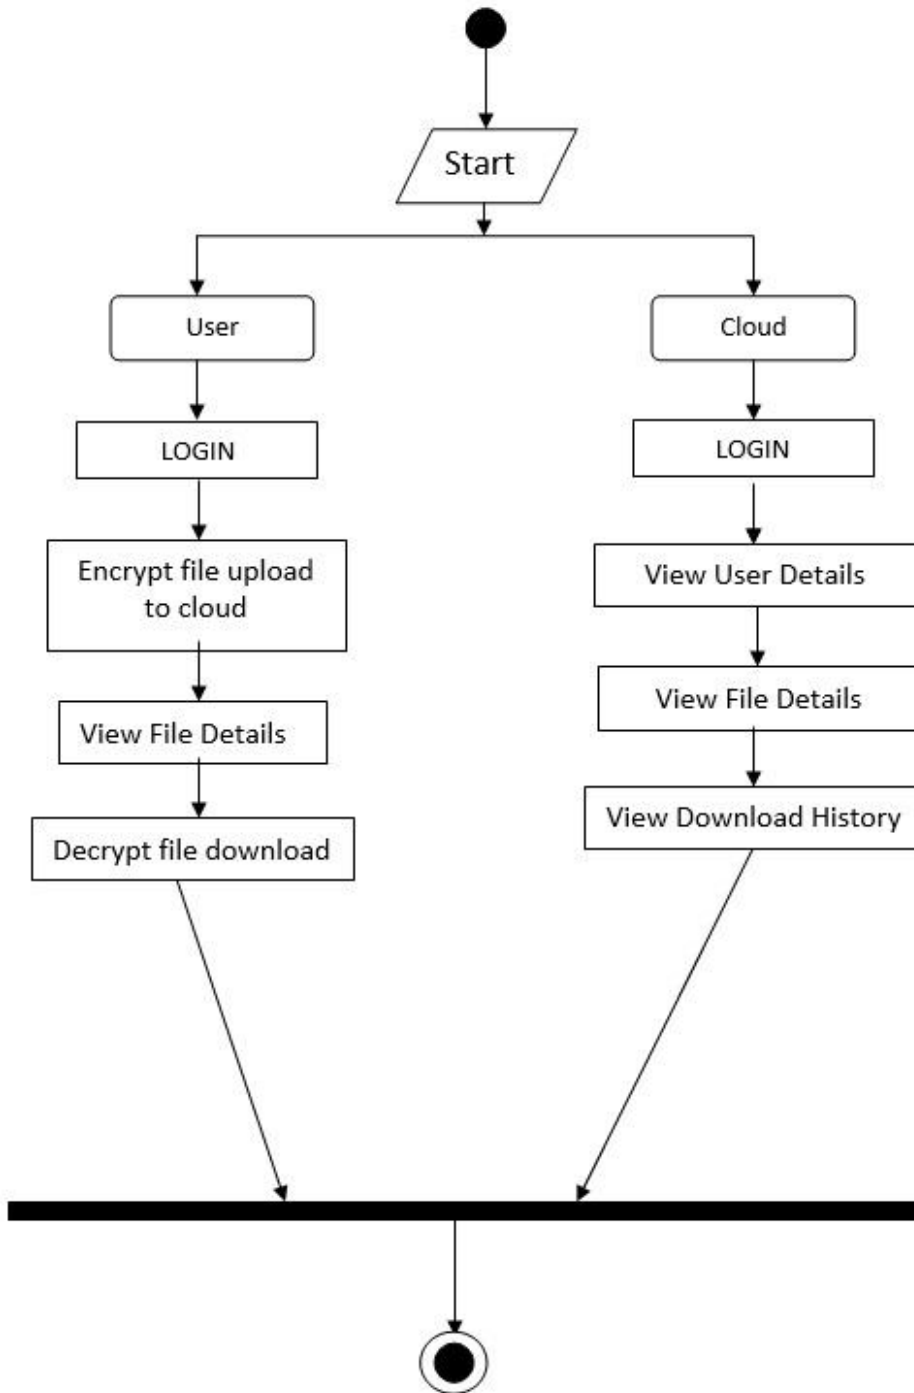 Start
User
Cloud
LOGIN
LOGIN
Encrypt file upload
to cloud
View User Details
View File Details
View File Details
Decrypt file download
View Download History